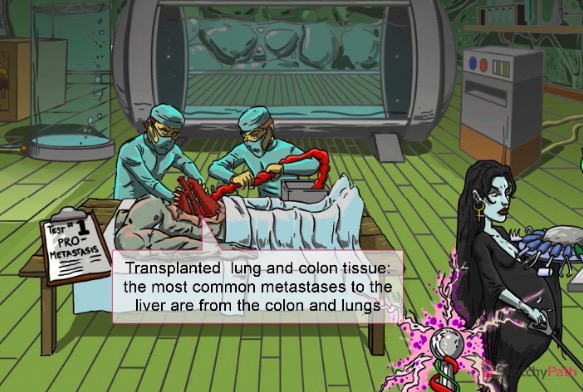 TEST # 1
PRO-
METASTASIS
Transplanted lung and colon tissue:
the most common metastases to the
liver are from the colon and lungs